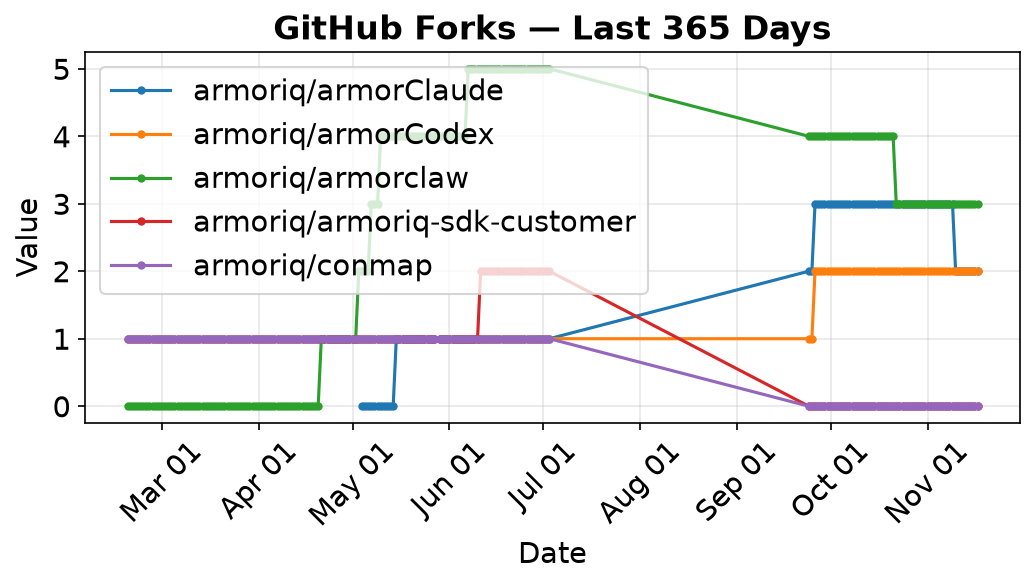 GitHub Forks — Last 365 Days
armoriq/armorClaude
armoriq/armorCodex
armoriq/armorclaw
armoriq/armoriq-sdk-customer
armoriq/conmap
Value
5
4
3
2
1
0
Mar 01
Apr 01
May 01
Jun 01
Jul 01
Aug 01
Sep 01
Oct 01
Nov 01
Date